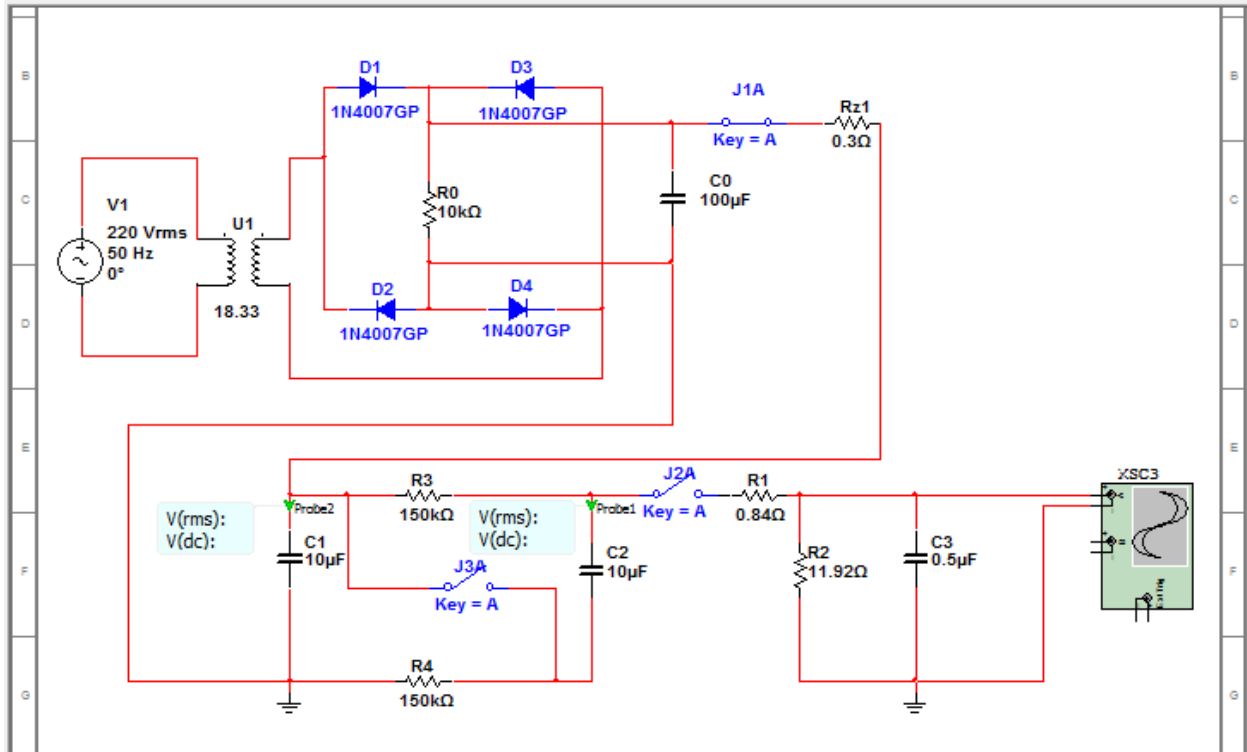 B
B
C
C
D
D
E
E
F
F
G
G
D1
1N4007GP
D3
1N4007GP
J1A
Key = A
Rz1
0.3Ω
V1
220 Vrms
50 Hz
0°
U1
18.33
R0
10kΩ
C0
100µF
D2
1N4007GP
D4
1N4007GP
R3
150kΩ
J2A
Key = A
R1
0.84Ω
XSC3
V(rms):
V(dc):
Probe2
V(rms):
V(dc):
Probe1
C1
10µF
J3A
Key = A
C2
10µF
R2
11.92Ω
C3
0.5µF
R4
150kΩ